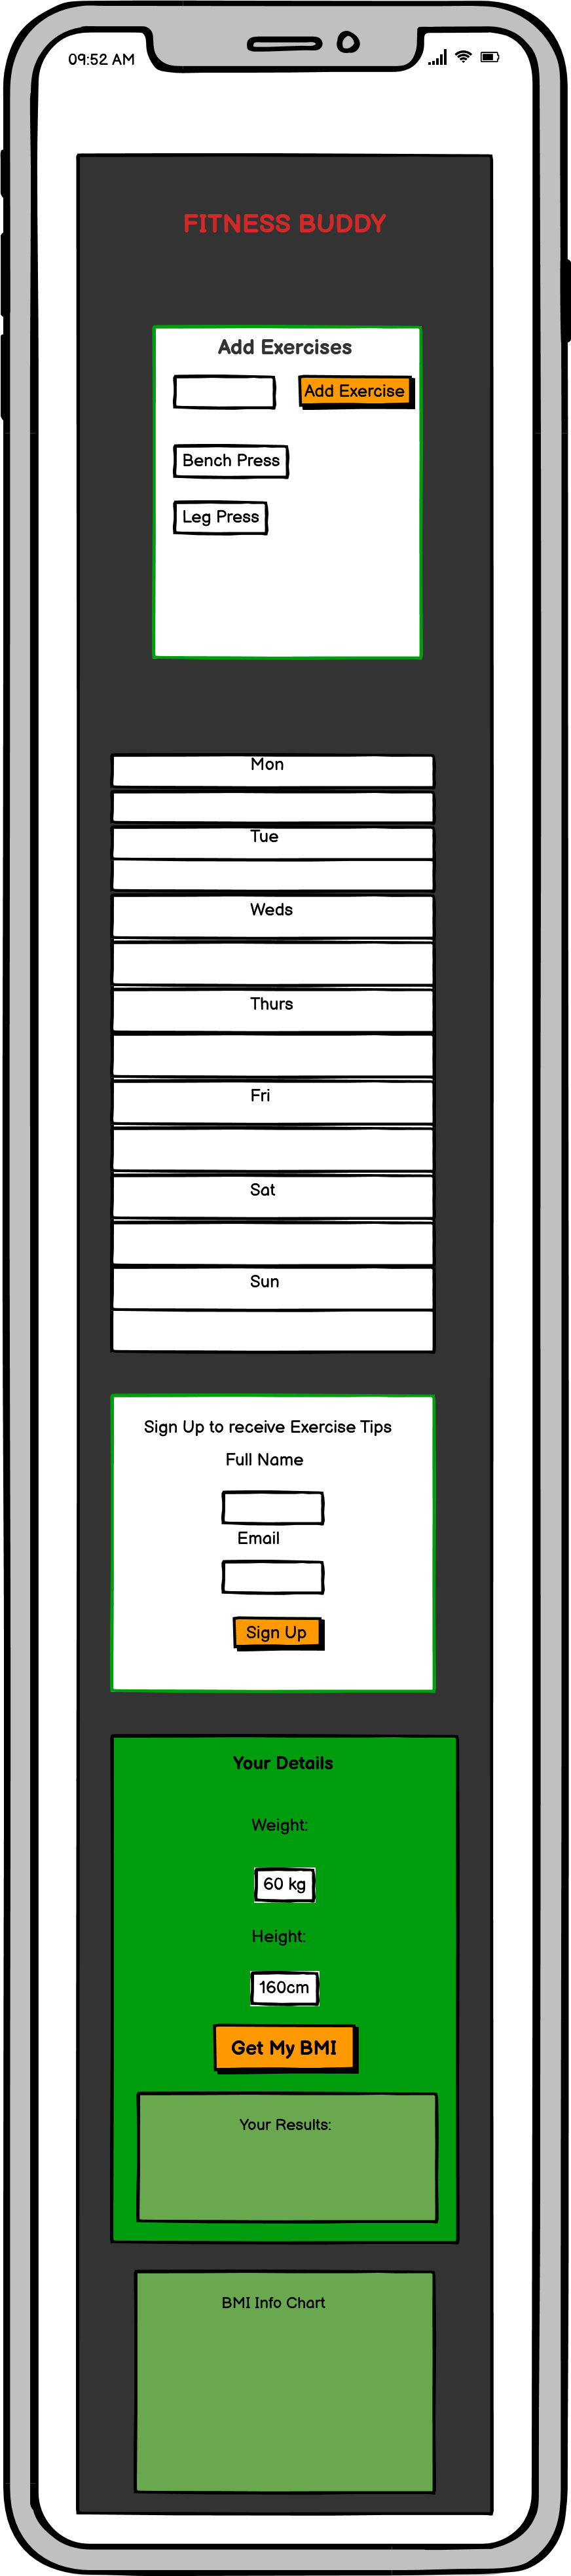 09:52 AM
FITNESS BUDDY
Add Exercises
Add Exercise
Bench Press
Leg Press
Mon
Tue
Weds
Thurs
Fri
Sat
Sun
Sign Up to receive Exercise Tips
Full Name
Email
Sign Up
Your Details
Weight:
60 kg
Height:
160cm
Get My BMI
Your Results:
BMI Info Chart